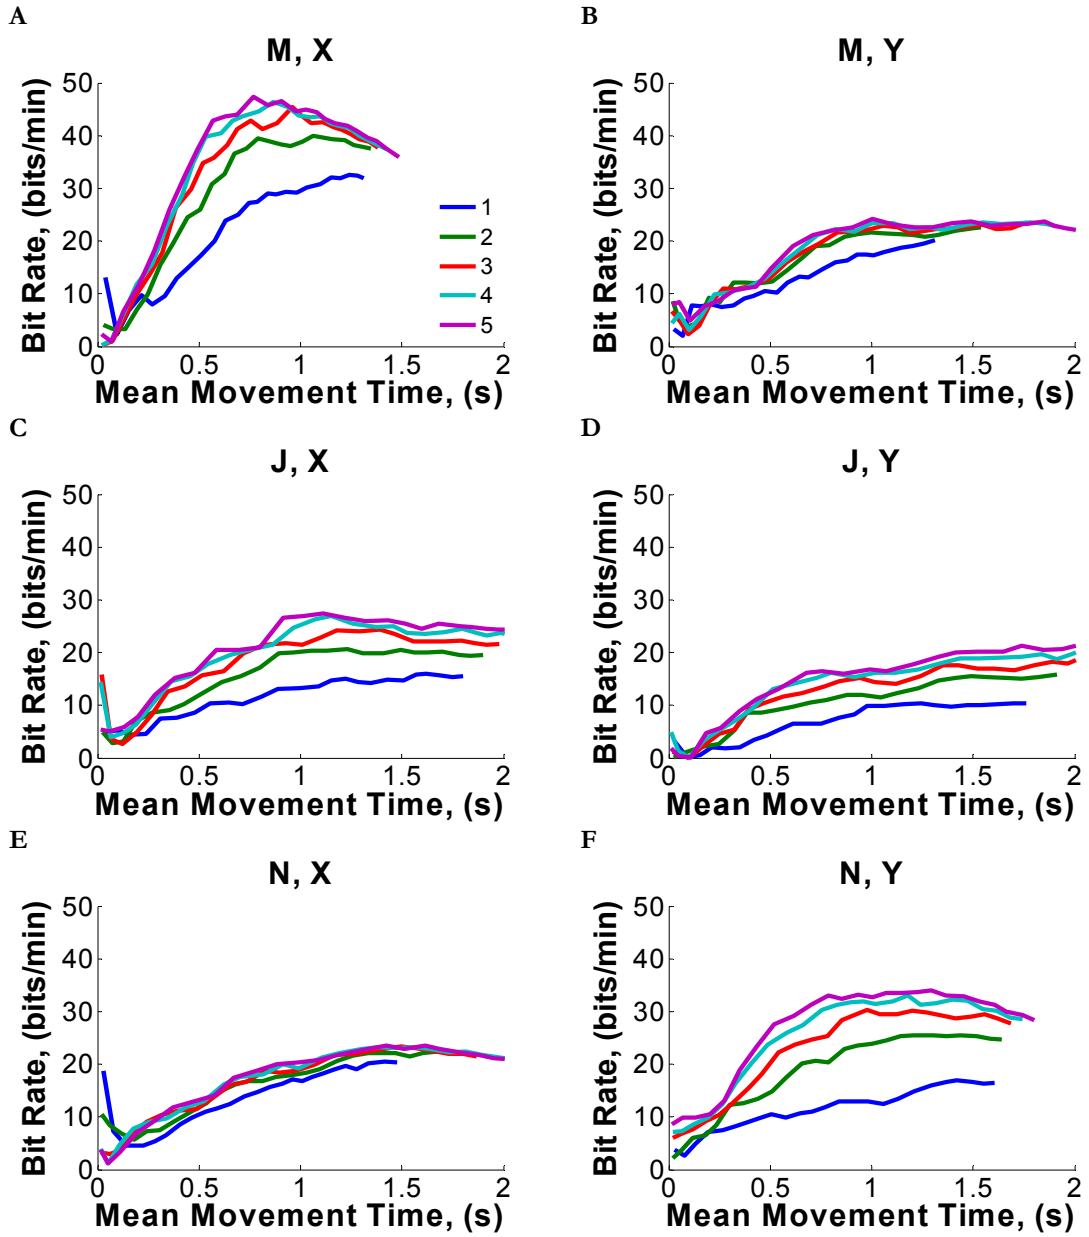 A
M, X
Bit Rate, (bits/min)
50
40
30
20
10
0
0 0.5 1 1.5 2
Mean Movement Time, (s)
1
2
3
4
5
B
M, Y
Bit Rate, (bits/min)
50
40
30
20
10
0
0 0.5 1 1.5 2
Mean Movement Time, (s)
C
J, X
Bit Rate, (bits/min)
50
40
30
20
10
0
0 0.5 1 1.5 2
Mean Movement Time, (s)
D
J, Y
Bit Rate, (bits/min)
50
40
30
20
10
0
0 0.5 1 1.5 2
Mean Movement Time, (s)
E
N, X
Bit Rate, (bits/min)
50
40
30
20
10
0
0 0.5 1 1.5 2
Mean Movement Time, (s)
F
N, Y
Bit Rate, (bits/min)
50
40
30
20
10
0
0 0.5 1 1.5 2
Mean Movement Time, (s)